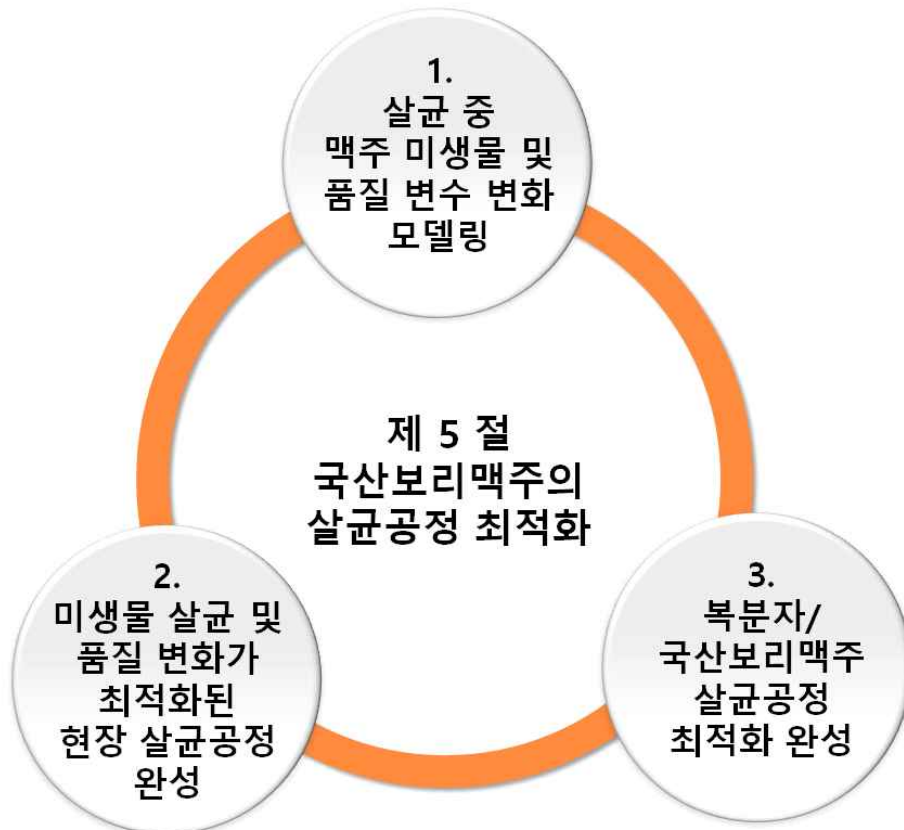 1.
살균 중
맥주 미생물 및
품질 변수 변화
모델링
제 5 절
국산보리맥주의
살균공정 최적화
2.
미생물 살균 및
품질 변화가
최적화된
현장 살균공정
완성
3.
복분자/
국산보리맥주
살균공정
최적화 완성